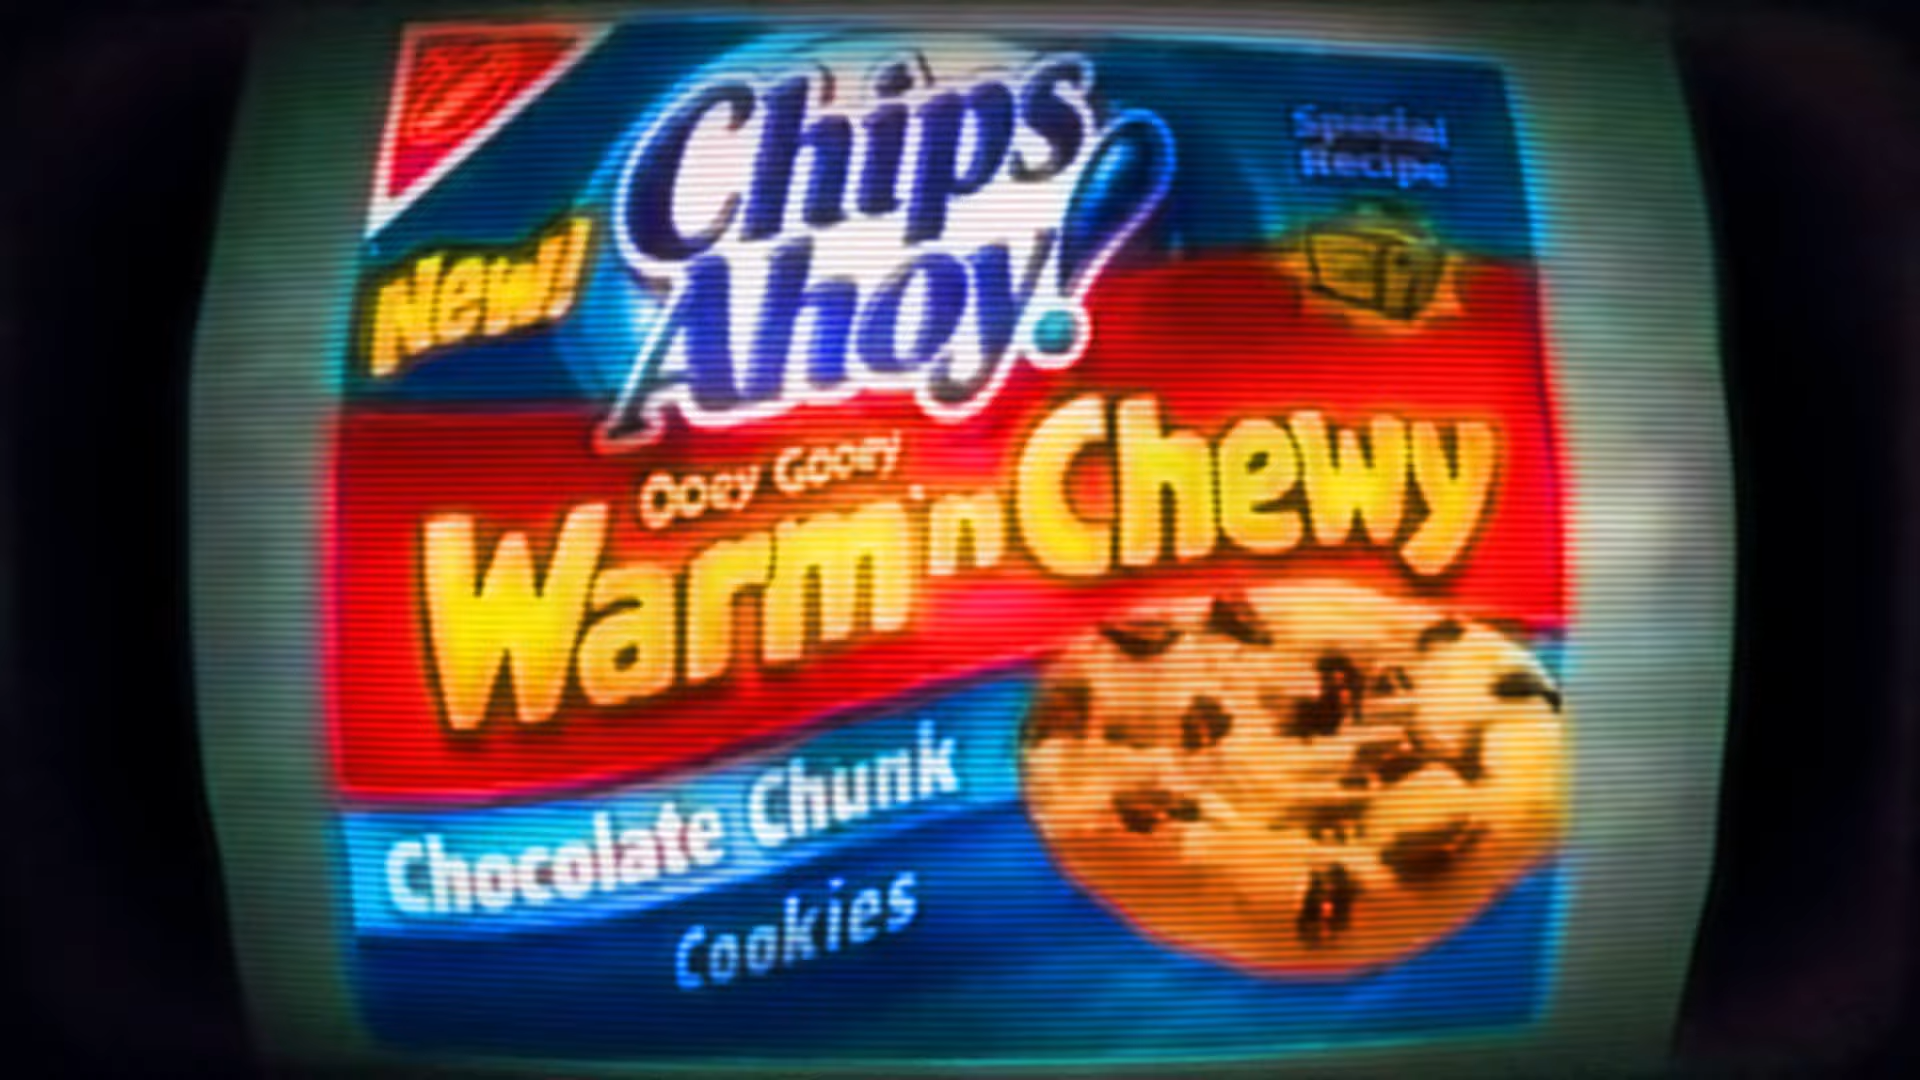 Chips
Ahoy!
Special
Recipe
New!
Ooey Gooey
Warm 'n Chewy
Chocolate Chunk
Cookies